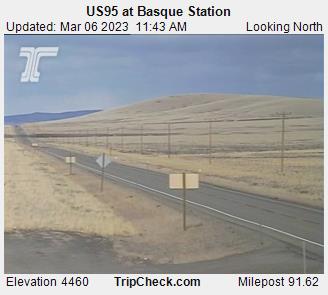 US95 at Basque Station
Updated: Mar 06 2023 11:43 AM Looking North
Elevation 4460 TripCheck.com Milepost 91.62